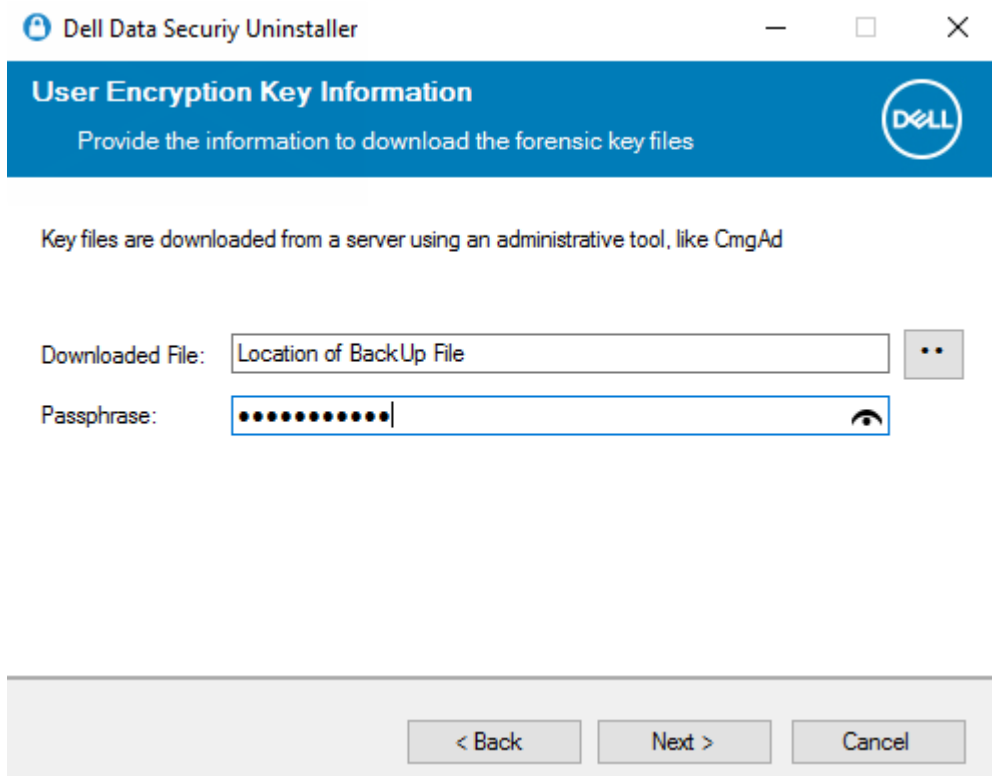 Dell Data Securiy Uninstaller
User Encryption Key Information
Provide the information to download the forensic key files
DELL
Key files are downloaded from a server using an administrative tool, like CmgAd
Downloaded File: Location of BackUp File ..
Passphrase: •••••••••••
< Back Next > Cancel